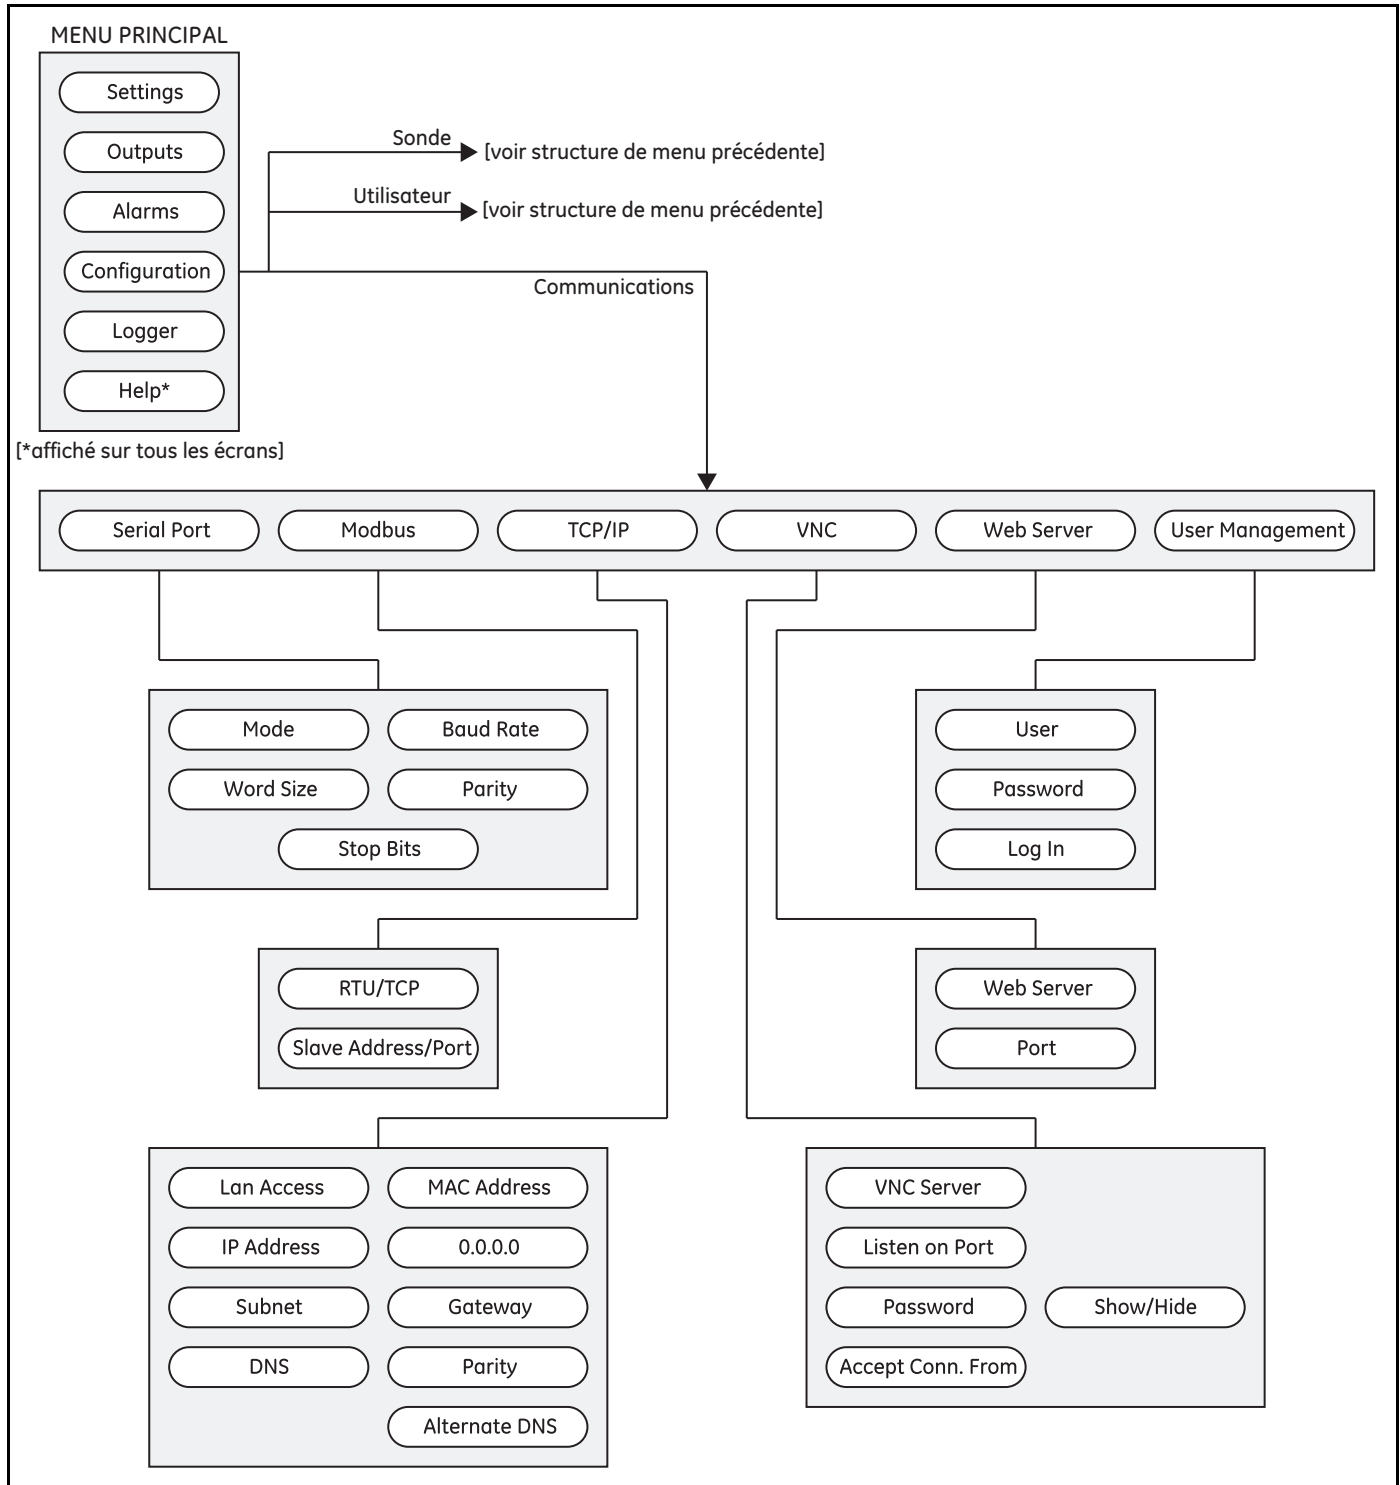 MENU PRINCIPAL
Settings
Outputs
Alarms
Configuration
Logger
Help*
[*affiché sur tous les écrans]
Sonde
[voir structure de menu précédente]
Utilisateur
[voir structure de menu précédente]
Communications
Serial Port
Modbus
TCP/IP
VNC
Web Server
User Management
Mode
Baud Rate
Word Size
Parity
Stop Bits
User
Password
Log In
RTU/TCP
Slave Address/Port
Web Server
Port
Lan Access
MAC Address
IP Address
0.0.0.0
Subnet
Gateway
DNS
Parity
Alternate DNS
VNC Server
Listen on Port
Password
Show/Hide
Accept Conn. From